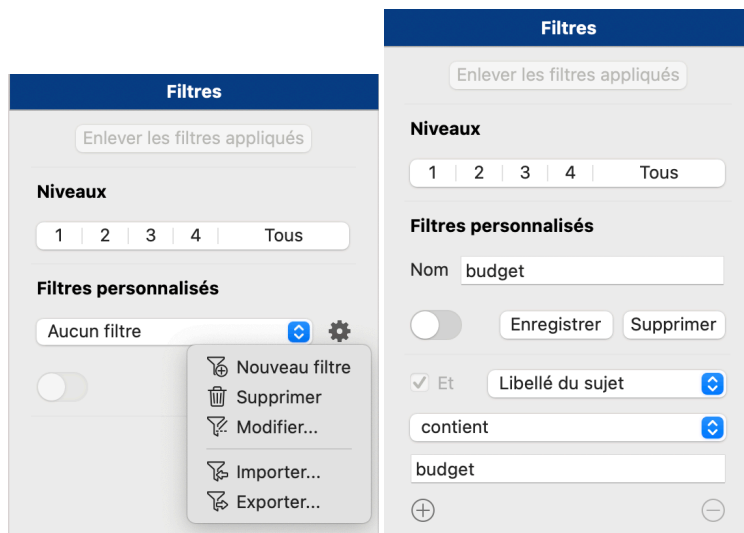 Filtres
Enlever les filtres appliqués
Niveaux
1 2 3 4 Tous
Filtres personnalisés
Aucun filtre
Nouveau filtre
Supprimer
Modifier...
Importer...
Exporter...
Filtres
Enlever les filtres appliqués
Niveaux
1 2 3 4 Tous
Filtres personnalisés
Nom budget
Enregistrer Supprimer
Et Libellé du sujet
contient
budget